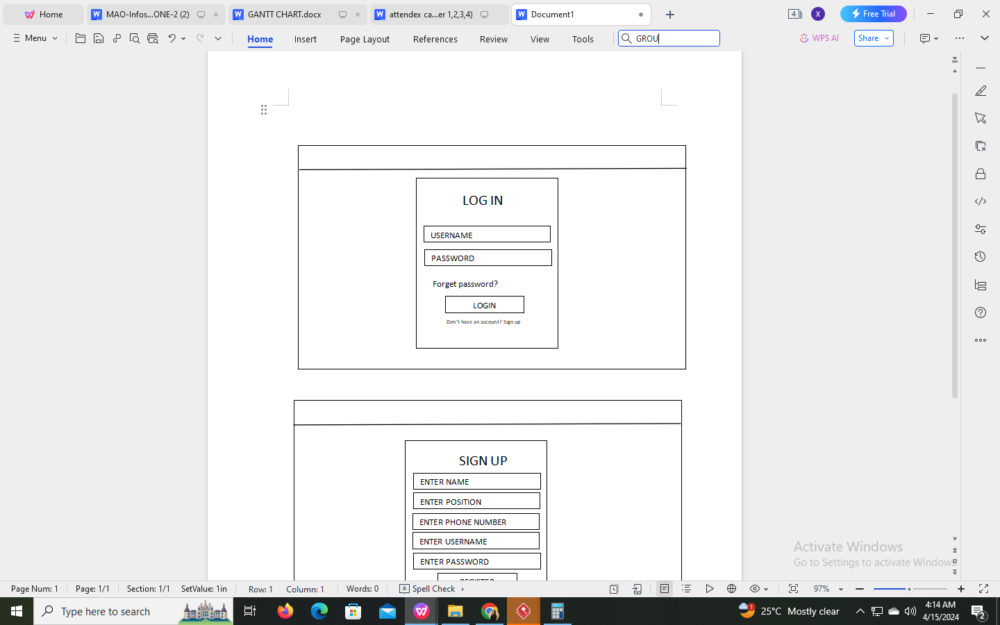 Home
MAO-Infos...ONE-2 (2)
GANTT CHART.docx
attendex ca...er 1,2,3,4)
Document1
4
X
Free Trial
Menu
Home
Insert
Page Layout
References
Review
View
Tools
GROU
WPS AI
Share
LOG IN
USERNAME
PASSWORD
Forget password?
LOGIN
Don't have an account? Sign up
SIGN UP
ENTER NAME
ENTER POSITION
ENTER PHONE NUMBER
ENTER USERNAME
ENTER PASSWORD
REGISTER
Activate Windows
Go to Settings to activate Windows.
Page Num: 1
Page: 1/1
Section: 1/1
SetValue: 1in
Row: 1
Column: 1
Words: 0
Spell Check
97%
Type here to search
1
25°C Mostly clear
4:14 AM
4/15/2024
2